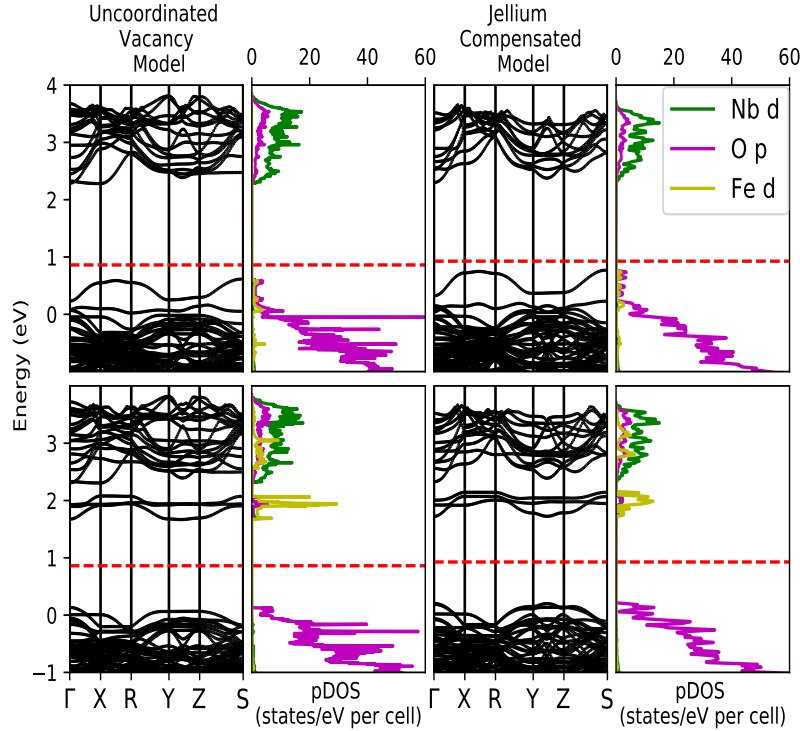 Uncoordinated
Vacancy
Model
Jellium
Compensated
Model
0 20 40 60
0 20 40 60
4
3
2
1
0
Nb d
O p
Fe d
Energy (eV)
3
2
1
0
−1
Γ X R Y Z S
pDOS
(states/eV per cell)
Γ X R Y Z S
pDOS
(states/eV per cell)